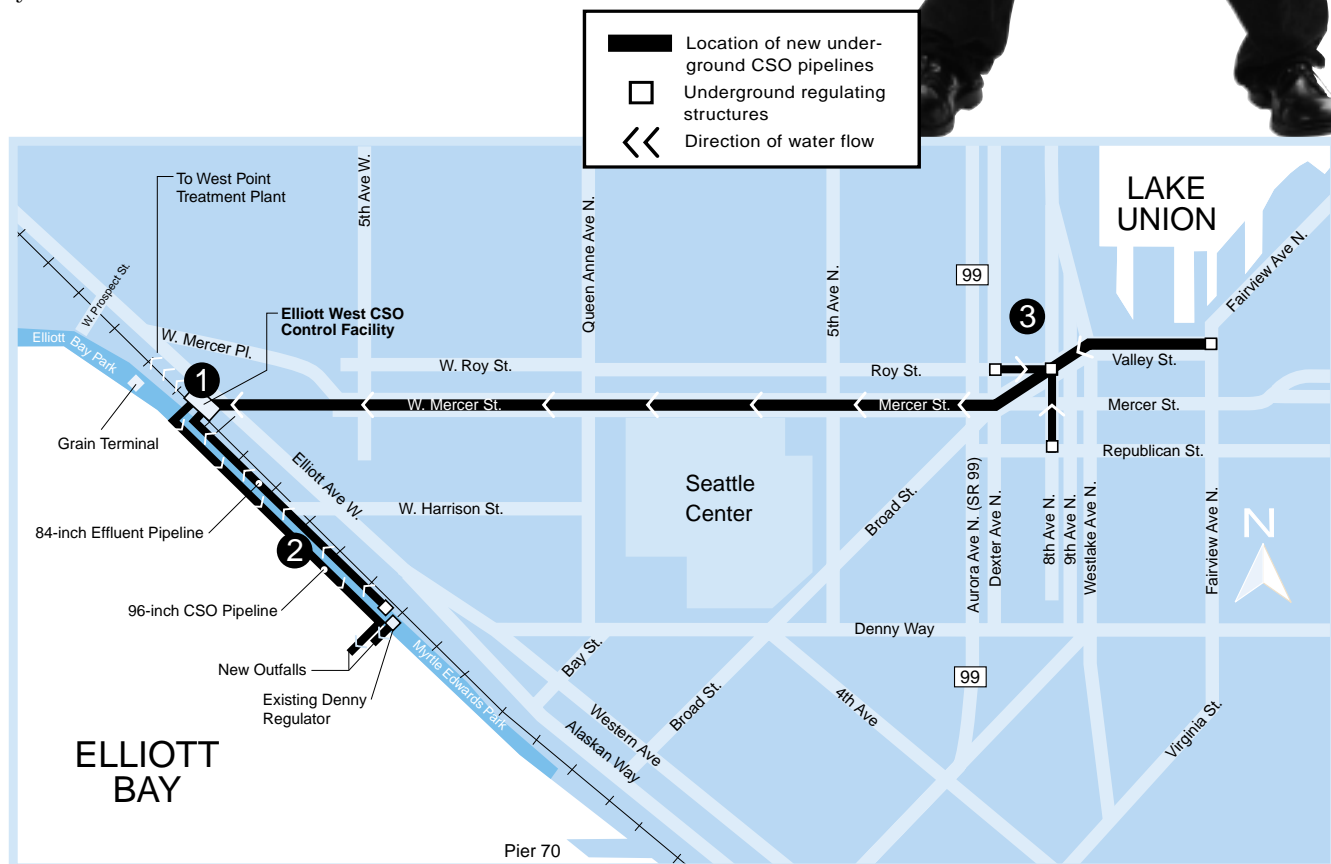 Location of new under-
ground CSO pipelines
Underground regulating
structures
Direction of water flow
To West Point
Treatment Plant
5th Ave W.
Queen Anne Ave N.
5th Ave N.
99
LAKE
UNION
Fairview Ave N.
W. Prospect St.
Elliott West CSO
Control Facility
3
Elliott
Bay Park
W. Mercer Pl.
W. Roy St.
Roy St.
Valley St.
1
W. Mercer St.
Mercer St.
Mercer St.
Grain Terminal
Republican St.
Elliott Ave W.
Seattle
Center
Broad St.
Aurora Ave N. (SR 99)
Dexter Ave N.
8th Ave N.
9th Ave N.
Westlake Ave N.
Fairview Ave N.
N
W. Harrison St.
84-inch Effluent Pipeline
2
96-inch CSO Pipeline
Denny Way
New Outfalls
Existing Denny
Regulator
Myrtle Edwards Park
Bay St.
Broad St.
99
Western Ave
Alaskan Way
4th Ave
Virginia St.
ELLIOTT
BAY
Pier 70